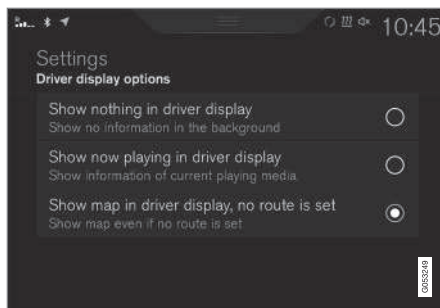 10:45
Settings
Driver display options
Show nothing in driver display
Show no information in the background
Show now playing in driver display
Show information of current playing media.
Show map in driver display, no route is set
Show map even if no route is set
G053249